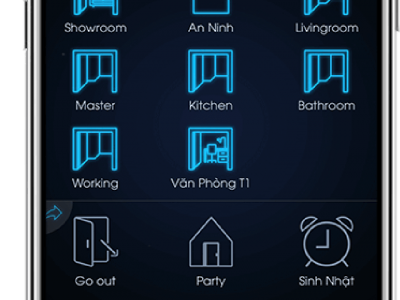 Showroom An Ninh Livingroom
Master Kitchen Bathroom
Working Văn Phòng T1
Go out Party Sinh Nhật